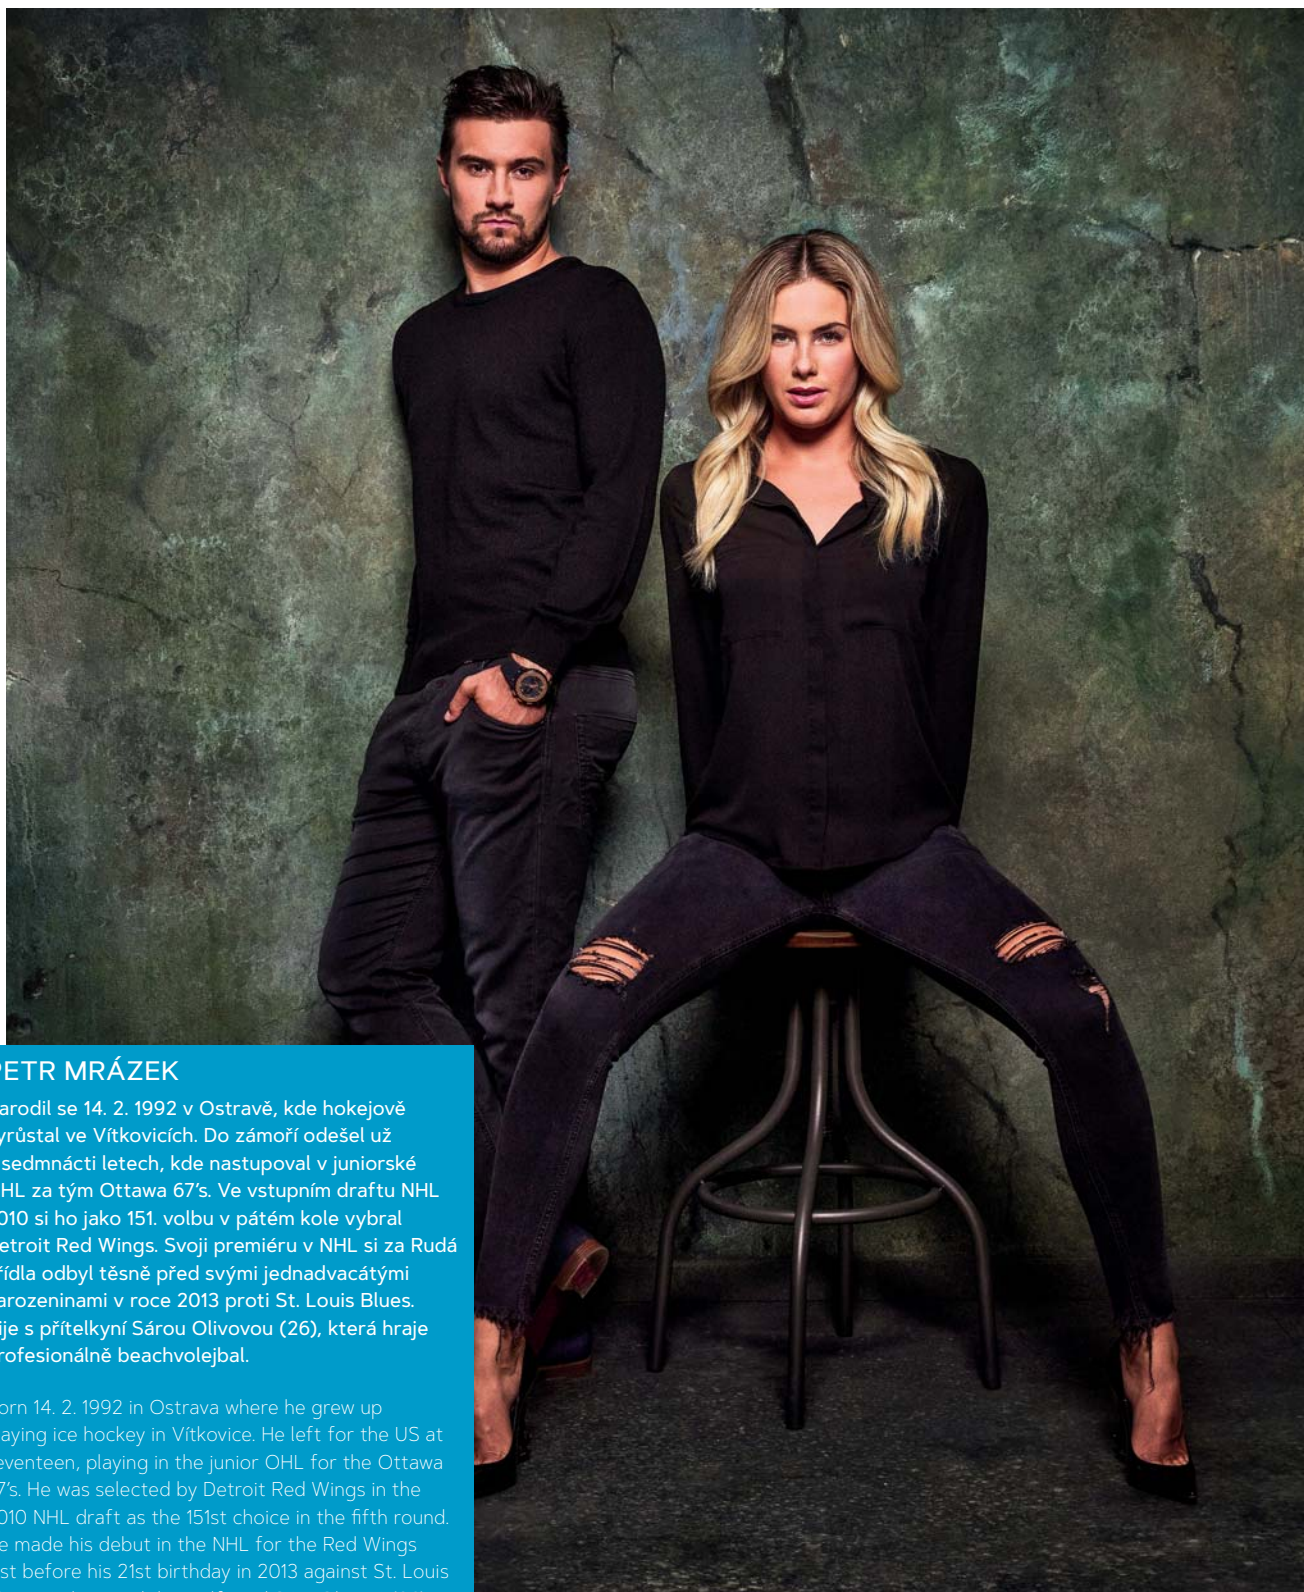 PETR MRÁZEK
arodil se 14. 2. 1992 v Ostravě, kde hokejově
yrůstal ve Vítkovicích. Do zámoří odešel už
sedmnácti letech, kde nastupoval v juniorské
HL za tým Ottawa 67's. Ve vstupním draftu NHL
010 si ho jako 151. volbu v pátém kole vybral
etroit Red Wings. Svoji premiéru v NHL si za Rudá
řídla odbyl těsně před svými jednadvacátými
arozeninami v roce 2013 proti St. Louis Blues.
ije s přítelkyní Sárou Olivovou (26), která hraje
rofesionálně beachvolejbal.
orn 14. 2. 1992 in Ostrava where he grew up
aying ice hockey in Vítkovice. He left for the US at
eventeen, playing in the junior OHL for the Ottawa
7's. He was selected by Detroit Red Wings in the
010 NHL draft as the 151st choice in the fifth round.
e made his debut in the NHL for the Red Wings
st before his 21st birthday in 2013 against St. Louis